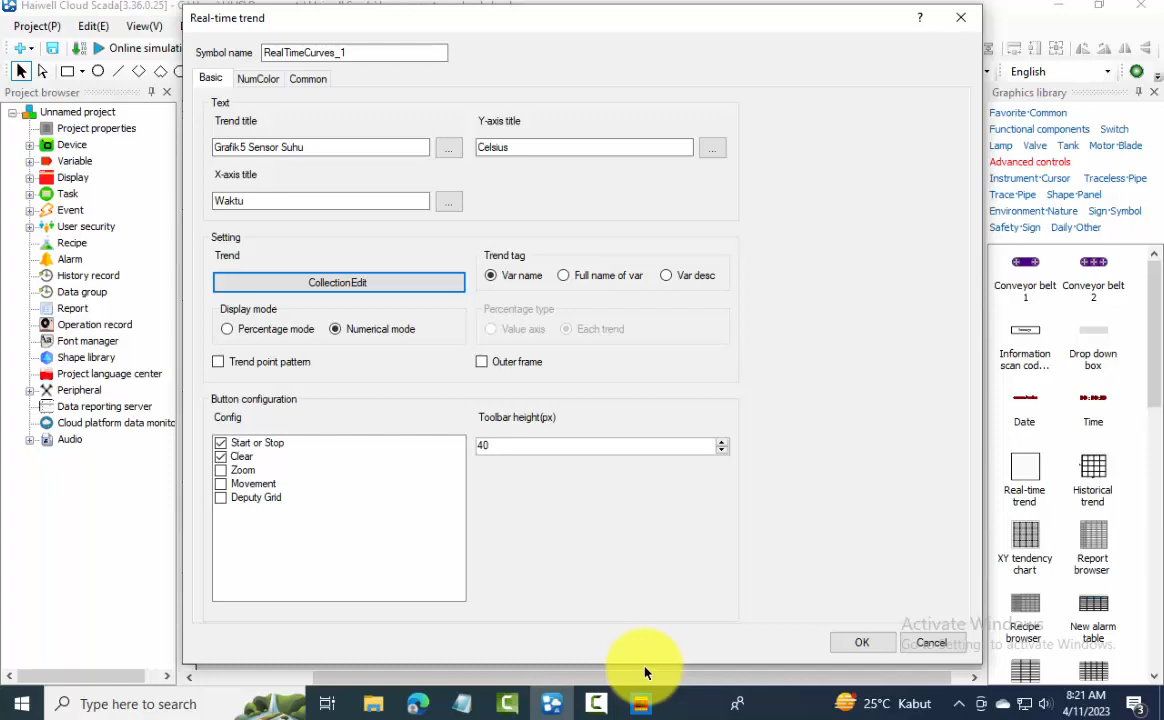 Haiwell Cloud Scada[3.36.0.25]
Real-time trend
?
Project(P) Edit(E) View(V)
Symbol name RealTimeCurves_1
Online simulati
Basic NumColor Common
English
Project browser
Graphics library
Text
Trend title
Y-axis title
Grafik5 Sensor Suhu ...
Celsius ...
X-axis title
Waktu ...
Setting
Trend
CollectionEdit
Trend tag
Var name Full name of var Var desc
Display mode
Percentage mode Numerical mode
Percentage type
Value axis Each trend
Trend point pattern
Outer frame
Button configuration
Config
Toolbar height(px)
Start or Stop
Clear
Zoom
Movement
Deputy Grid
40
OK Cancel
Unnamed project
Project properties
Device
Variable
Display
Task
Event
User security
Recipe
Alarm
History record
Data group
Report
Operation record
Font manager
Shape library
Project language center
Peripheral
Data reporting server
Cloud platform data monito
Audio
Favorite·Common
Functional components Switch
Lamp Valve Tank Motor·Blade
Advanced controls
Instrument·Cursor Traceless·Pipe
Trace·Pipe Shape·Panel
Environment·Nature Sign·Symbol
Safety·Sign Daily·Other
Conveyor belt 1
Conveyor belt 2
Information scan cod...
Drop down box
Date
Time
Real-time trend
Historical trend
XY tendency chart
Report browser
Recipe browser
New alarm table
Activate Windows
Go to Settings to activate Windows.
Type here to search
25°C Kabut
8:21 AM
4/11/2023
3